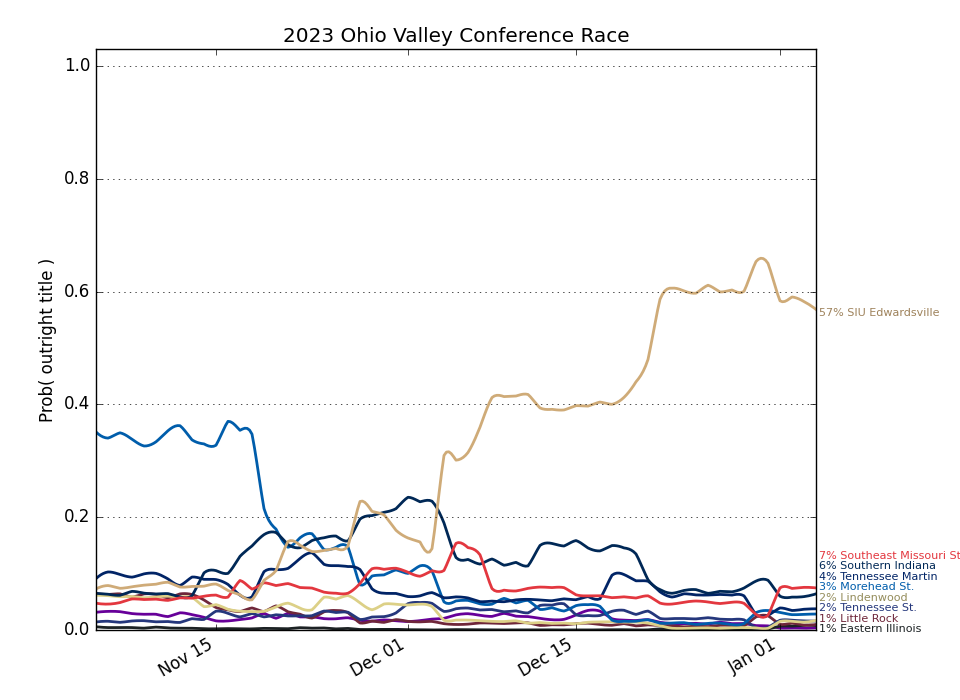 2023 Ohio Valley Conference Race
1.0
0.8
0.6
0.4
0.2
0.0
Prob( outright title )
Nov 15
Dec 01
Dec 15
Jan 01
57% SIU Edwardsville
7% Southeast Missouri St
6% Southern Indiana
4% Tennessee Martin
3% Morehead St.
2% Lindenwood
2% Tennessee St.
1% Little Rock
1% Eastern Illinois